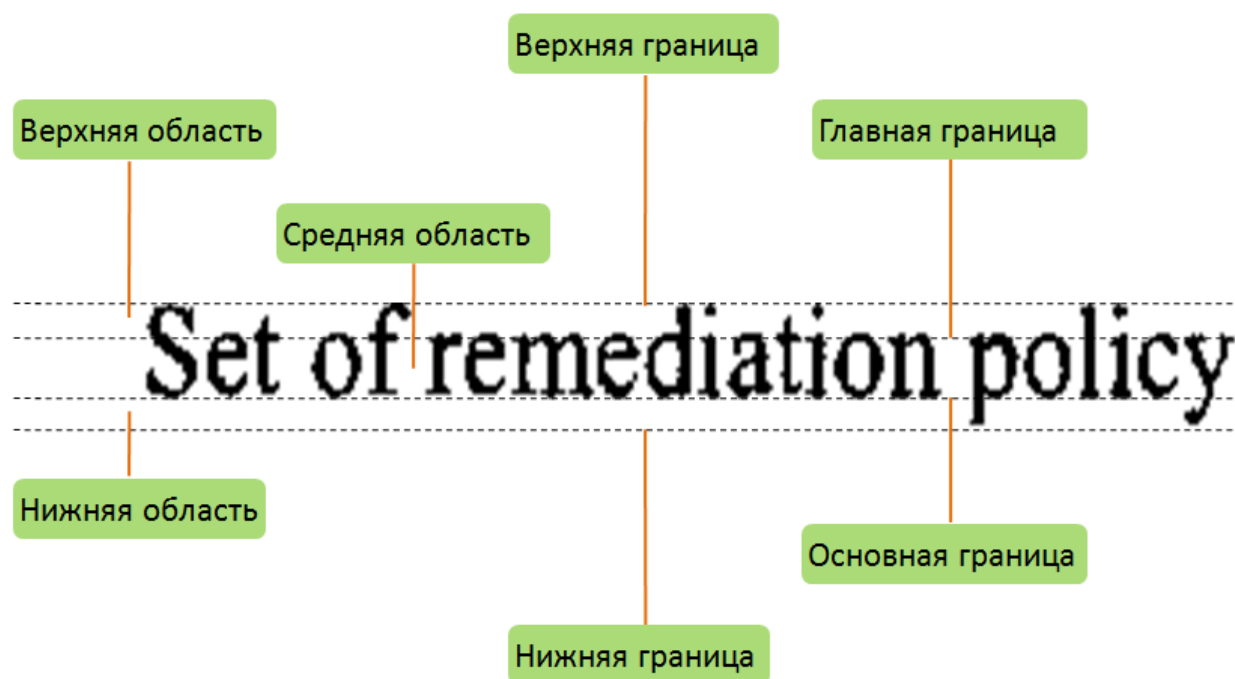 Верхняя граница
Верхняя область
Главная граница
Средняя область
Set of remediation policy
Нижняя область
Основная граница
Нижняя граница